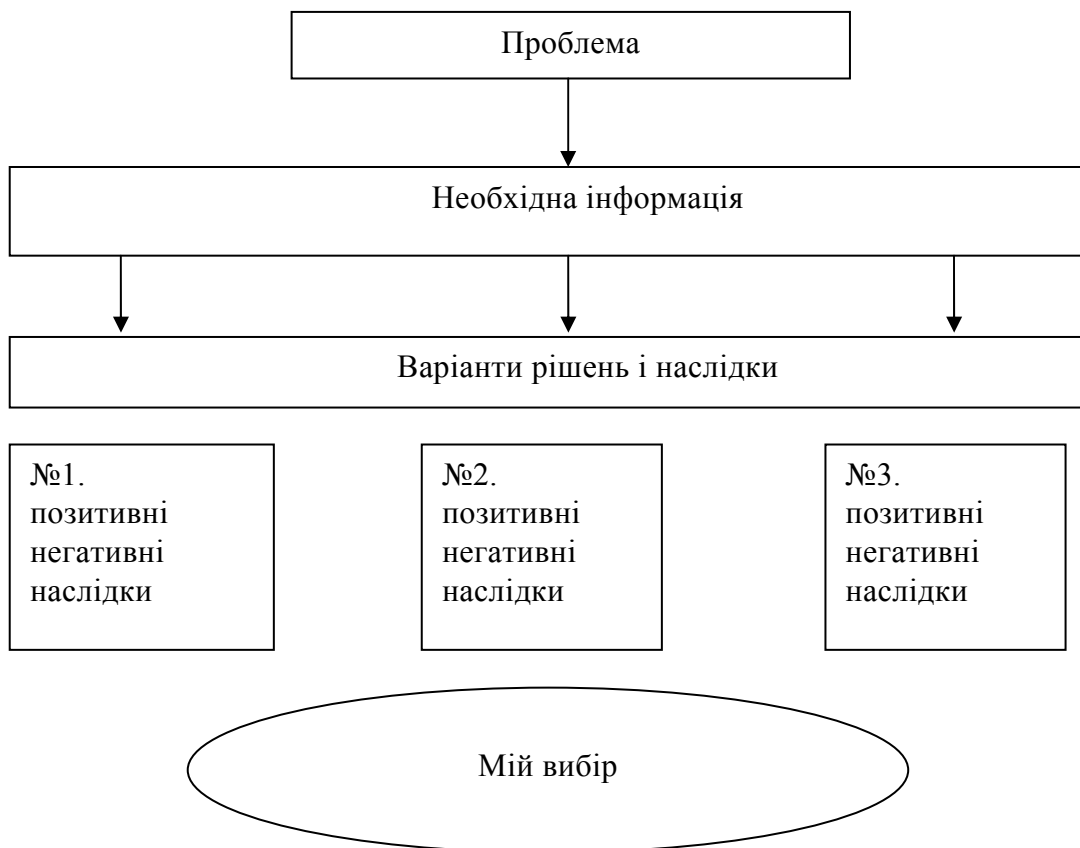 Проблема
Необхідна інформація
Варіанти рішень і наслідки
№1.
позитивні
негативні
наслідки
№2.
позитивні
негативні
наслідки
№3.
позитивні
негативні
наслідки
Мій вибір